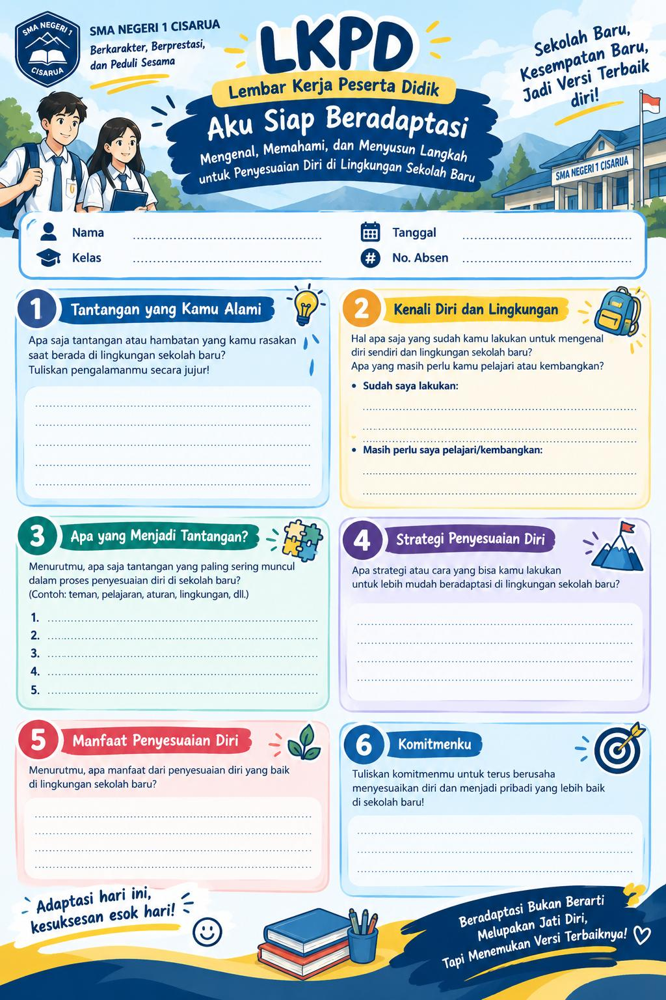 SMA NEGERI 1
CISARUA
SMA NEGERI 1 CISARUA
Berkarakter, Berprestasi,
dan Peduli Sesama
LKPD
Lembar Kerja Peserta Didik
Aku Siap Beradaptasi
Mengenal, Memahami, dan Menyusun Langkah
untuk Penyesuaian Diri di Lingkungan Sekolah Baru
Sekolah Baru,
Kesempatan Baru,
Jadi Versi Terbaik
diri!
SMA NEGERI 1 CISARUA
Nama
Tanggal
Kelas
# No. Absen
1 Tantangan yang Kamu Alami
Apa saja tantangan atau hambatan yang kamu rasakan
saat berada di lingkungan sekolah baru?
Tuliskan pengalamanmu secara jujur!
2 Kenali Diri dan Lingkungan
Hal apa saja yang sudah kamu lakukan untuk mengenal
diri sendiri dan lingkungan sekolah baru?
Apa yang masih perlu kamu pelajari atau kembangkan?
• Sudah saya lakukan:
• Masih perlu saya pelajari/kembangkan:
3 Apa yang Menjadi Tantangan?
Menurutmu, apa saja tantangan yang paling sering muncul
dalam proses penyesuaian diri di sekolah baru?
(Contoh: teman, pelajaran, aturan, lingkungan, dll.)
1.
2.
3.
4.
5.
4 Strategi Penyesuaian Diri
Apa strategi atau cara yang bisa kamu lakukan
untuk lebih mudah beradaptasi di lingkungan sekolah baru?
5 Manfaat Penyesuaian Diri
Menurutmu, apa manfaat dari penyesuaian diri yang baik
di lingkungan sekolah baru?
6 Komitmenku
Tuliskan komitmenmu untuk terus berusaha
menyesuaikan diri dan menjadi pribadi yang lebih baik
di sekolah baru!
Adaptasi hari ini,
kesuksesan esok hari!
Beradaptasi Bukan Berarti
Melupakan Jati Diri,
Tapi Menemukan Versi Terbaiknya!